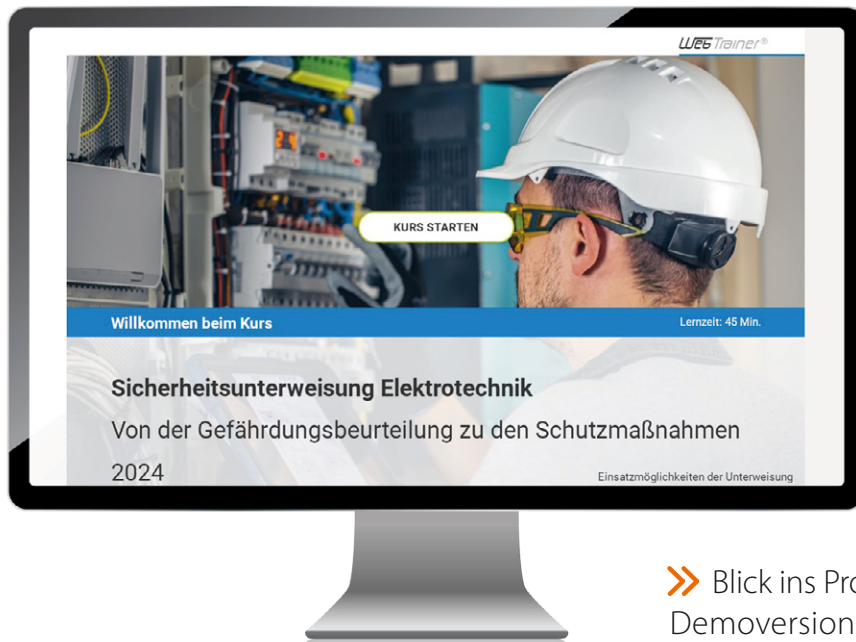 WEBTrainer®
KURS STARTEN
Willkommen beim Kurs
Lernzeit: 45 Min.
Sicherheitsunterweisung Elektrotechnik
Von der Gefährdungsbeurteilung zu den Schutzmaßnahmen
2024
Einsatzmöglichkeiten der Unterweisung
Blick ins
Demoversion